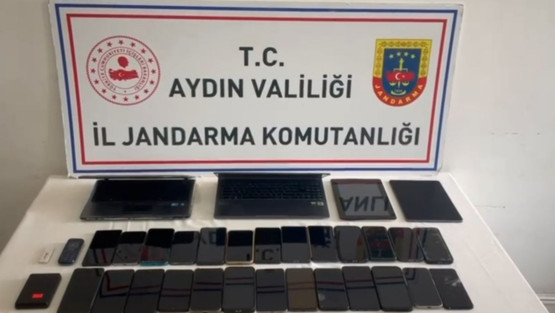 T.C.
AYDIN VALİLİĞİ
İL JANDARMA KOMUTANLIĞI
JANDARMA